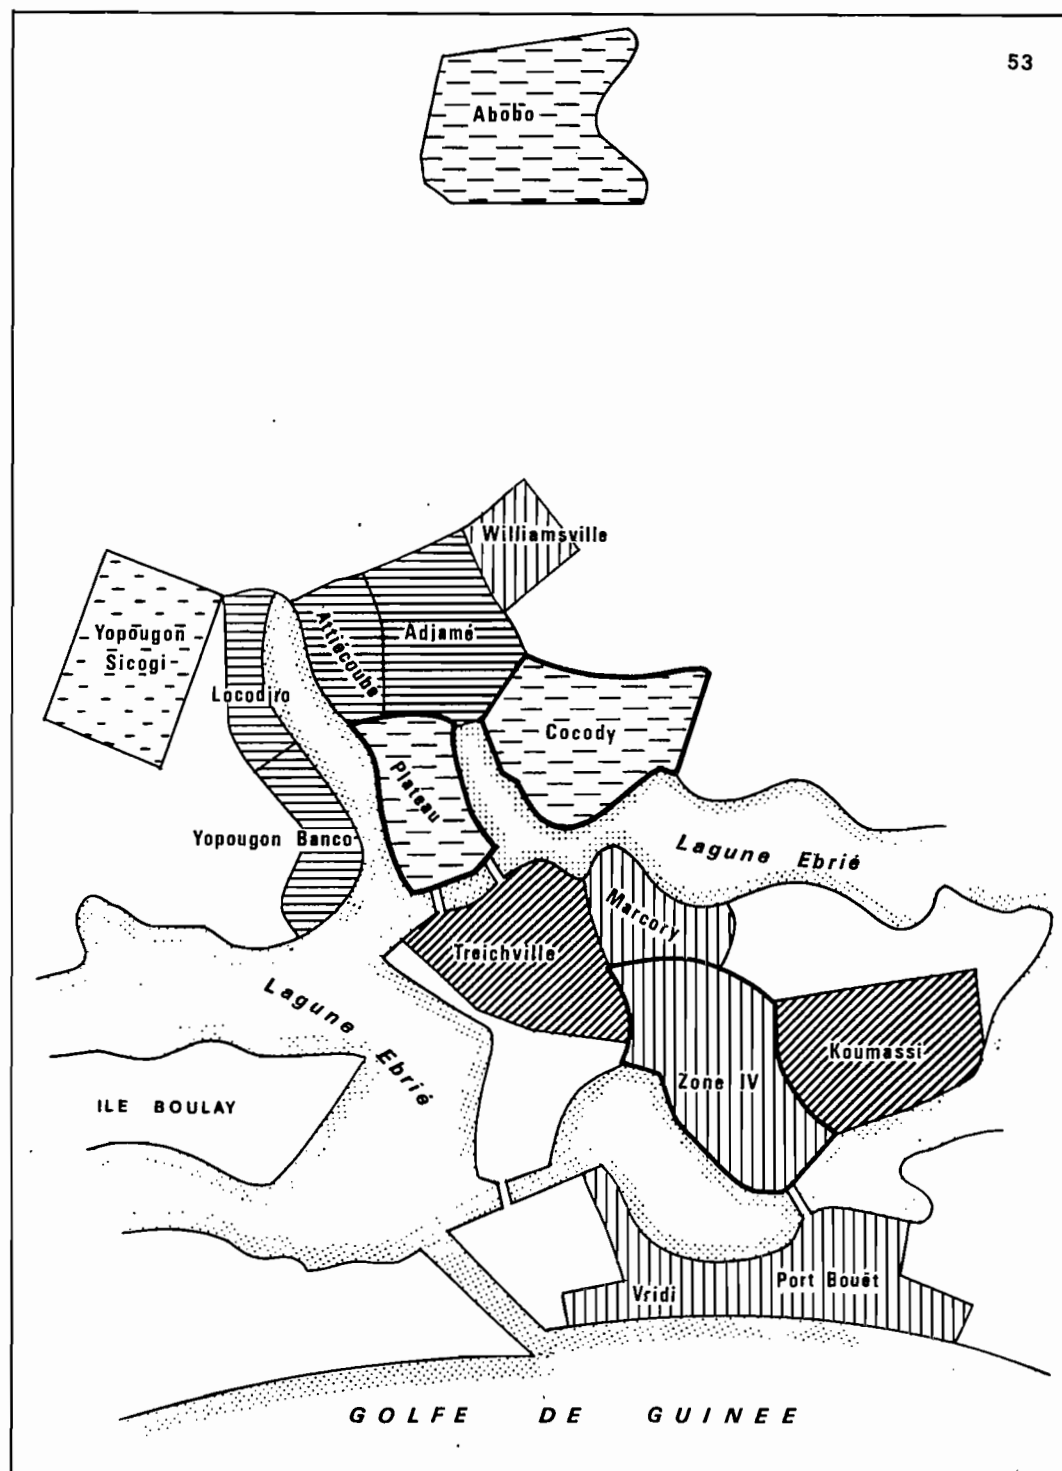 53
Abobo
Williamsville
Attiécoubé
Adjamé
Yopougon
Sicogi
Locodjro
Cocody
Plateau
Yopougon Banco
Lagune Ebrié
Marcory
Treichville
Lagune Ebrié
Koumassi
Zone IV
ILE BOULAY
Port Bouët
Vridi
GOLFE DE GUINEE